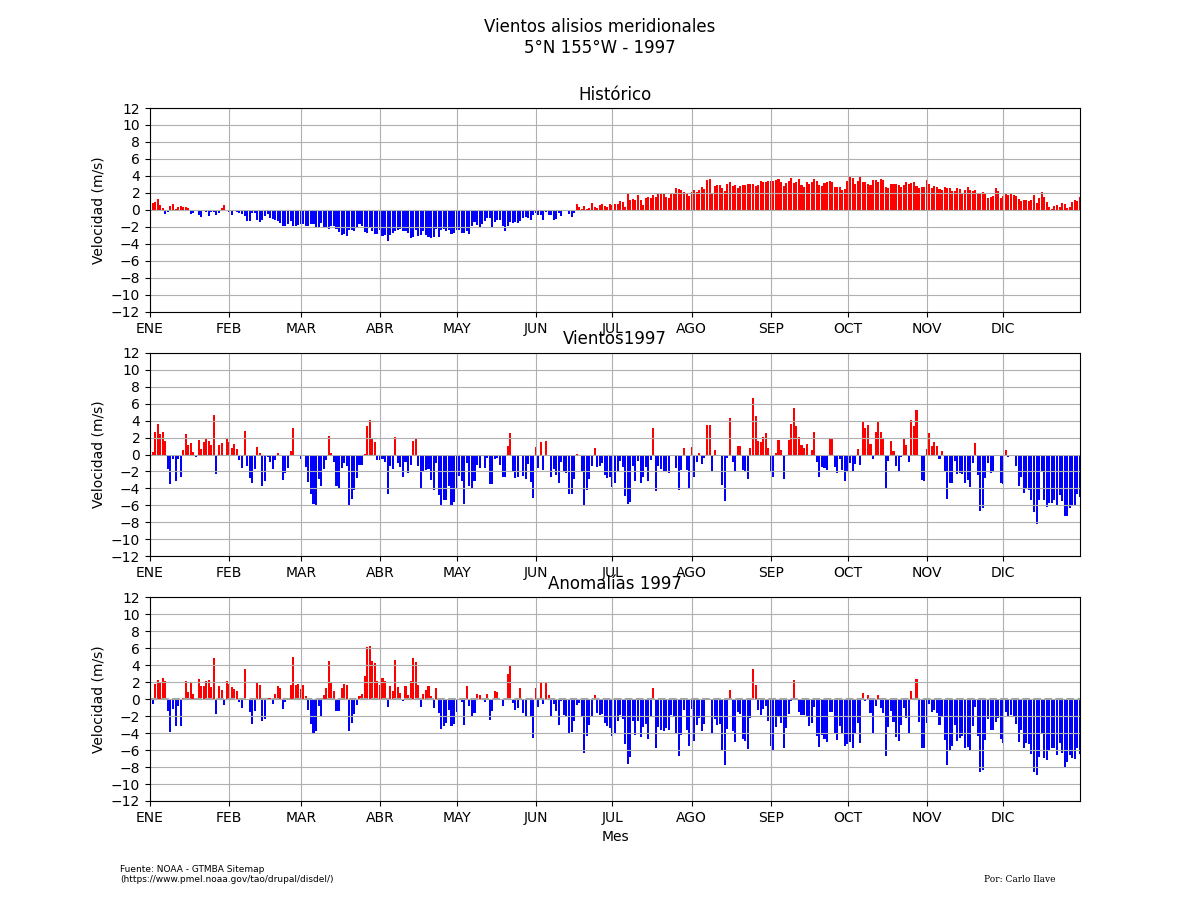 Vientos alisios meridionales
5°N 155°W - 1997
Histórico
12
10
8
6
4
2
0
−2
−4
−6
−8
−10
−12
Velocidad (m/s)
ENE FEB MAR ABR MAY JUN JUL AGO SEP OCT NOV DIC
Vientos1997
12
10
8
6
4
2
0
−2
−4
−6
−8
−10
−12
Velocidad (m/s)
ENE FEB MAR ABR MAY JUN JUL AGO SEP OCT NOV DIC
Anomalías 1997
12
10
8
6
4
2
0
−2
−4
−6
−8
−10
−12
Velocidad (m/s)
ENE FEB MAR ABR MAY JUN JUL AGO SEP OCT NOV DIC
Mes
Fuente: NOAA - GTMBA Sitemap
(https://www.pmel.noaa.gov/tao/drupal/disdel/)
Por: Carlo Ilave